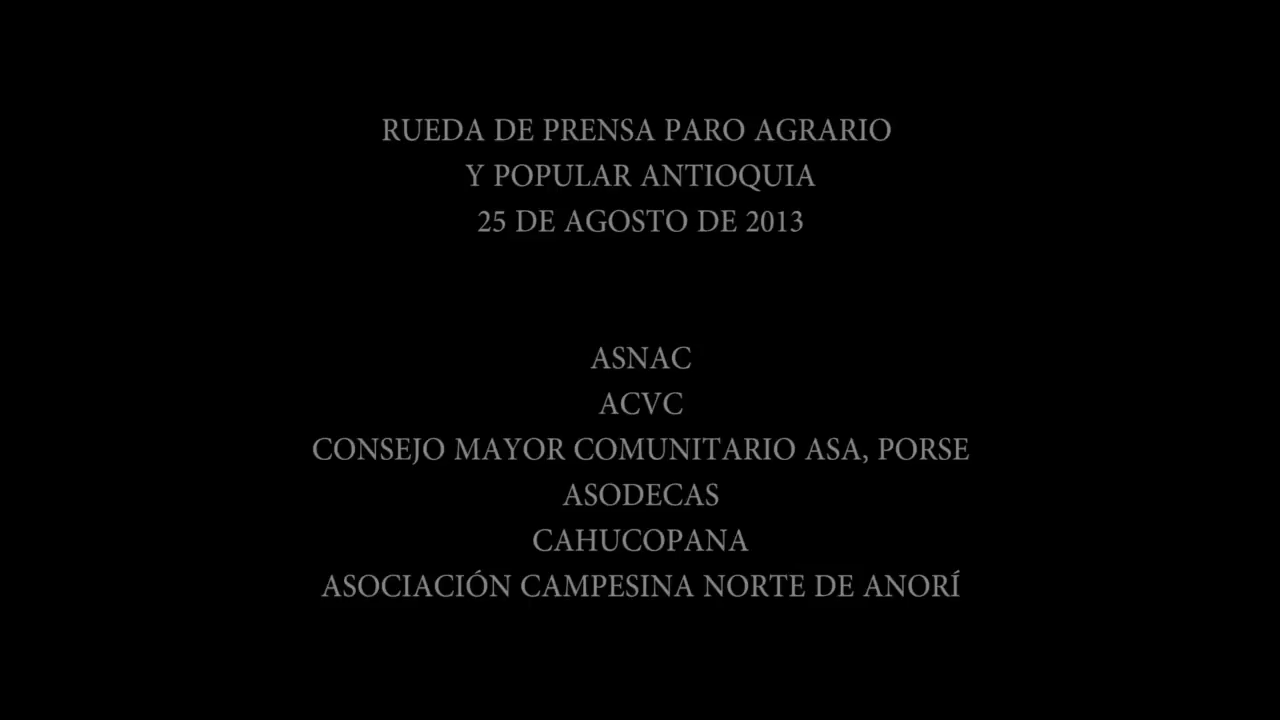 RUEDA DE PRENSA PARO AGRARIO
Y POPULAR ANTIOQUIA
25 DE AGOSTO DE 2013
ASNAC
ACVC
CONSEJO MAYOR COMUNITARIO ASA, PORSE
ASODECAS
CAHUCOPANA
ASOCIACIÓN CAMPESINA NORTE DE ANORÍ